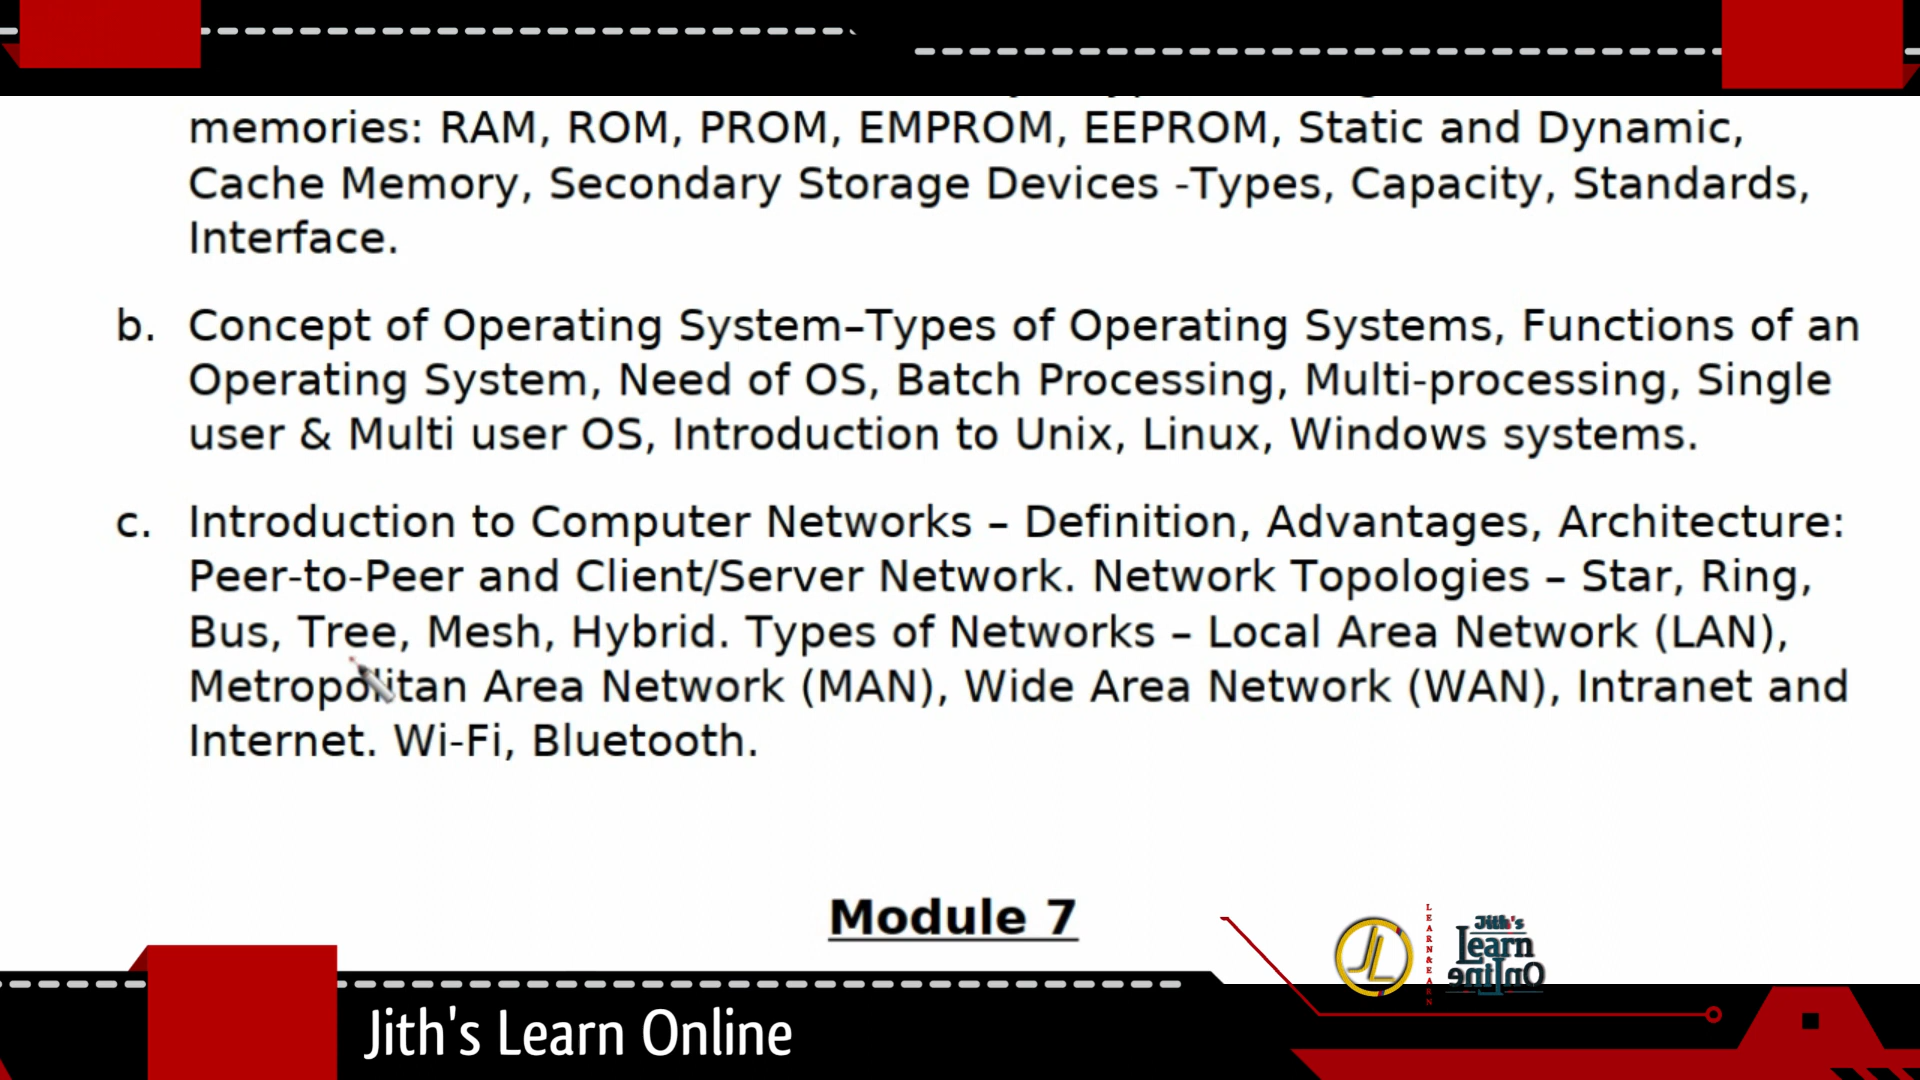 memories: RAM, ROM, PROM, EMPROM, EEPROM, Static and Dynamic,
Cache Memory, Secondary Storage Devices -Types, Capacity, Standards,
Interface.
b. Concept of Operating System–Types of Operating Systems, Functions of an
Operating System, Need of OS, Batch Processing, Multi-processing, Single
user & Multi user OS, Introduction to Unix, Linux, Windows systems.
c. Introduction to Computer Networks – Definition, Advantages, Architecture:
Peer-to-Peer and Client/Server Network. Network Topologies – Star, Ring,
Bus, Tree, Mesh, Hybrid. Types of Networks – Local Area Network (LAN),
Metropolitan Area Network (MAN), Wide Area Network (WAN), Intranet and
Internet. Wi-Fi, Bluetooth.
Module 7
JL
LEARN&EARN
Jith's
Learn
Online
Jith's Learn Online